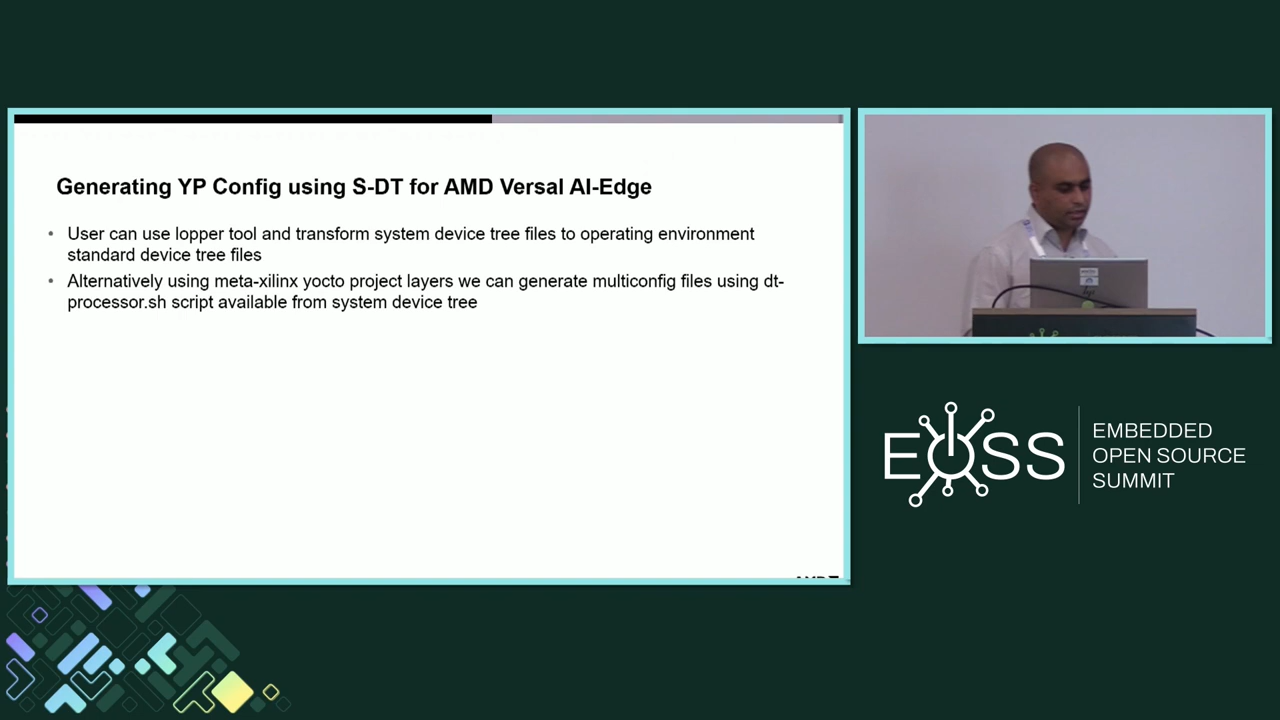 Generating YP Config using S-DT for AMD Versal AI-Edge
• User can use lopper tool and transform system device tree files to operating environment
standard device tree files
• Alternatively using meta-xilinx yocto project layers we can generate multiconfig files using dt-
processor.sh script available from system device tree
EOSS
EMBEDDED
OPEN SOURCE
SUMMIT